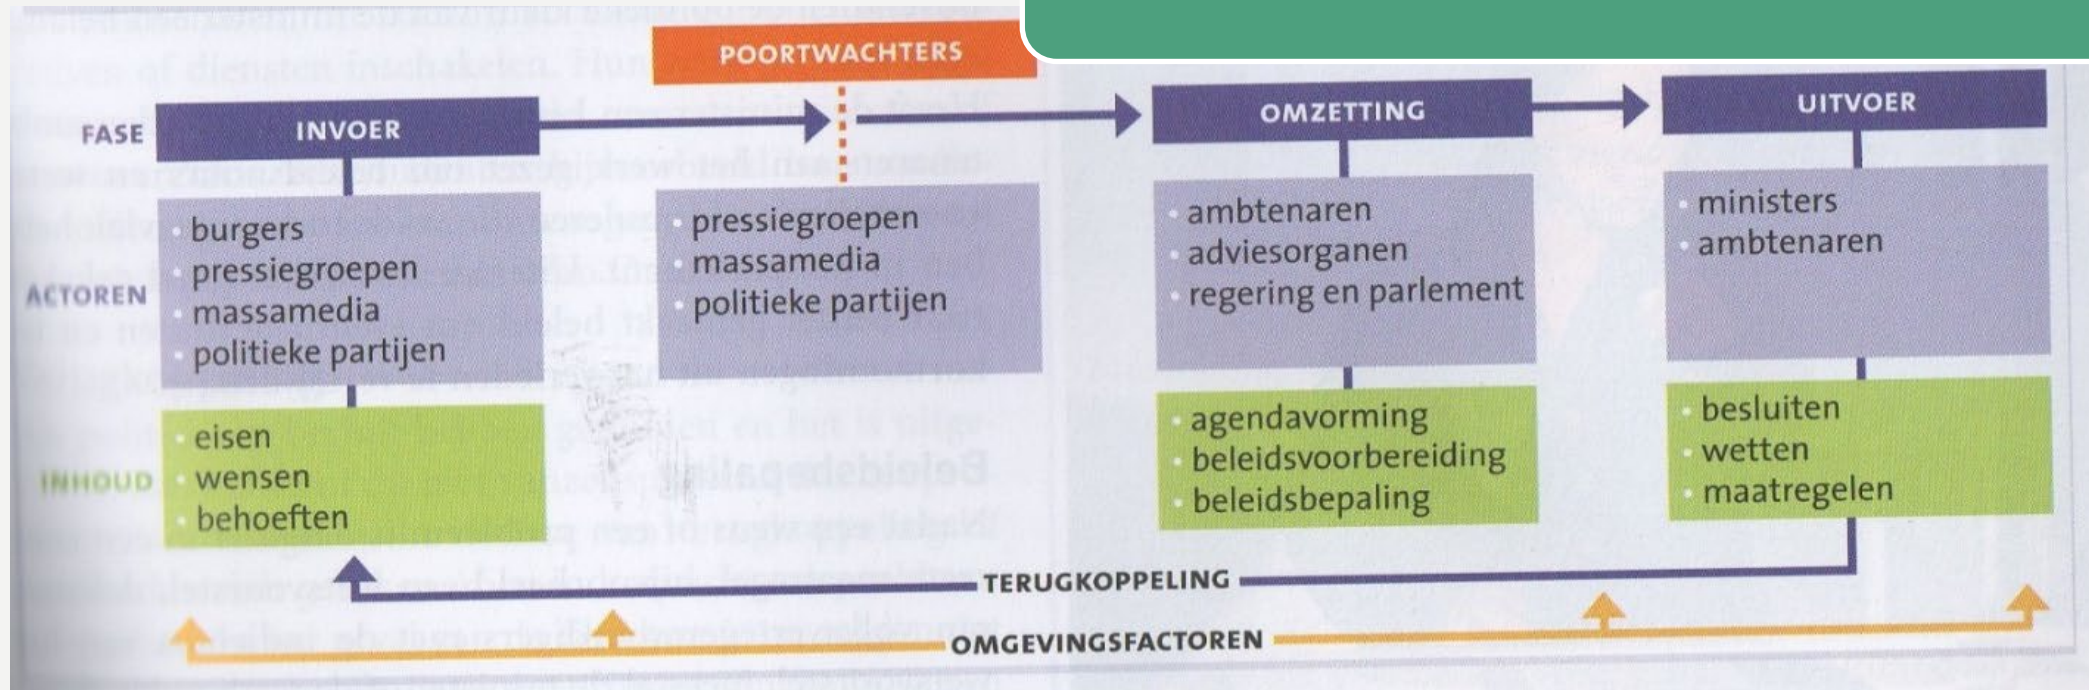 POORTWACHTERS
FASE
INVOER
OMZETTING
UITVOER
ACTOREN
burgers
pressiegroepen
massamedia
politieke partijen
pressiegroepen
massamedia
politieke partijen
ambtenaren
adviesorganen
regering en parlement
ministers
ambtenaren
INHOUD
eisen
wensen
behoeften
agendavorming
beleidsvoorbereiding
beleidsbepaling
besluiten
wetten
maatregelen
TERUGKOPPELING
OMGEVINGSFACTOREN